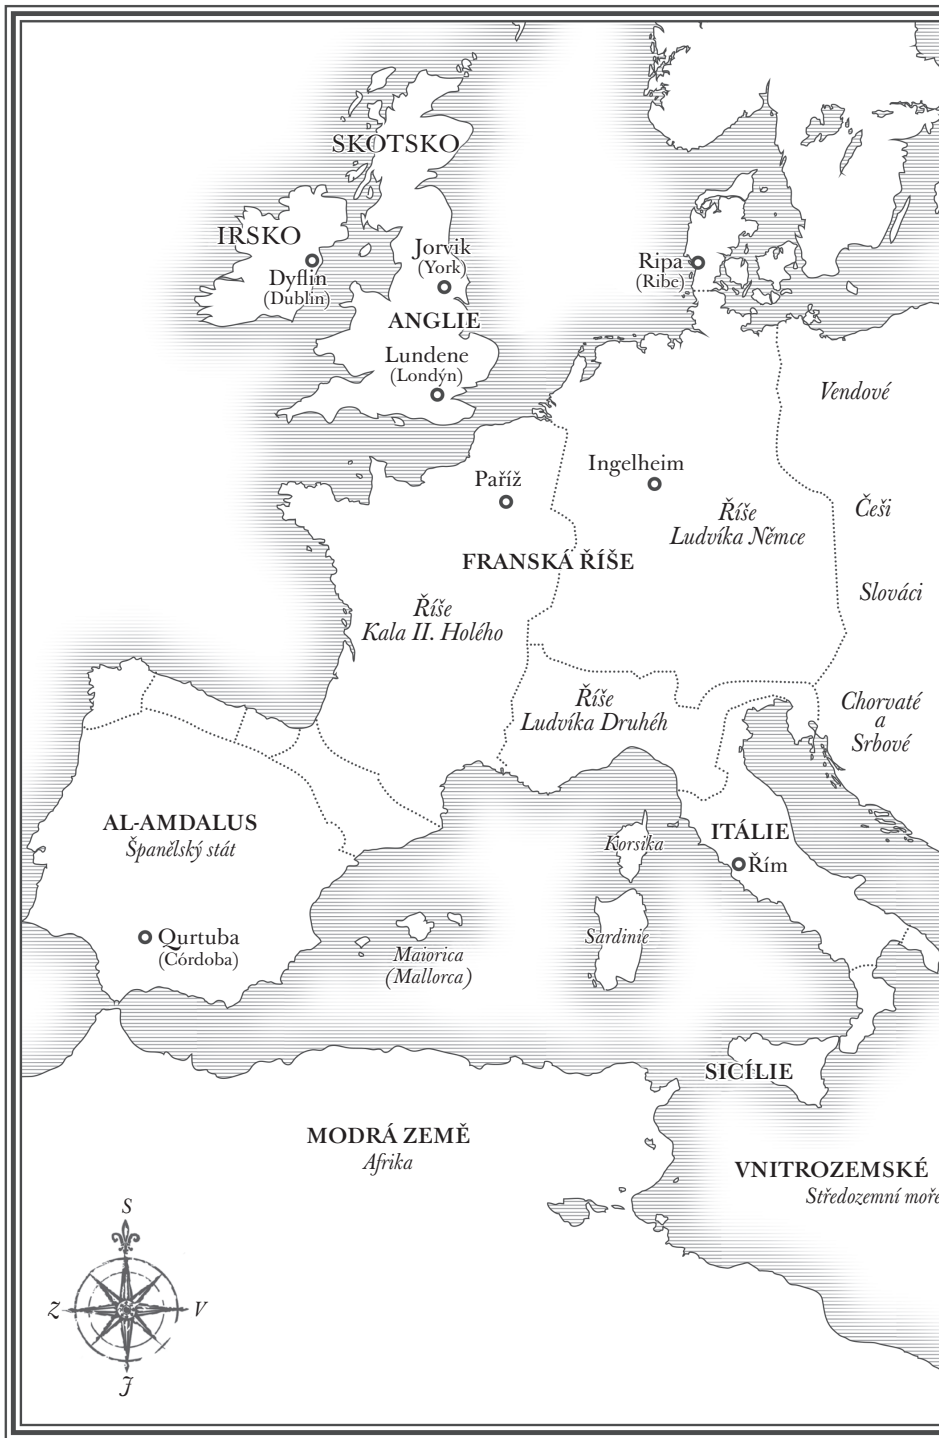 SKOTSKO
IRSKO
Dyflin
(Dublin)
Jorvik
(York)
ANGLIE
Lundene
(Londýn)
Ripa
(Ribe)
Vendové
Paříž
Ingelheim
Říše
Ludvíka Němce
Češi
FRANSKÁ ŘÍŠE
Slováci
Říše
Kala II. Holého
Říše
Ludvíka Druhéh
Chorvaté
a
Srbové
AL-AMDALUS
Španělský stát
Korsika
ITÁLIE
Řím
Qurtuba
(Córdoba)
Maiorica
(Mallorca)
Sardinie
SICÍLIE
MODRÁ ZEMĚ
Afrika
VNITROZEMSKÉ
Středozemní moře
S
Z
V
J